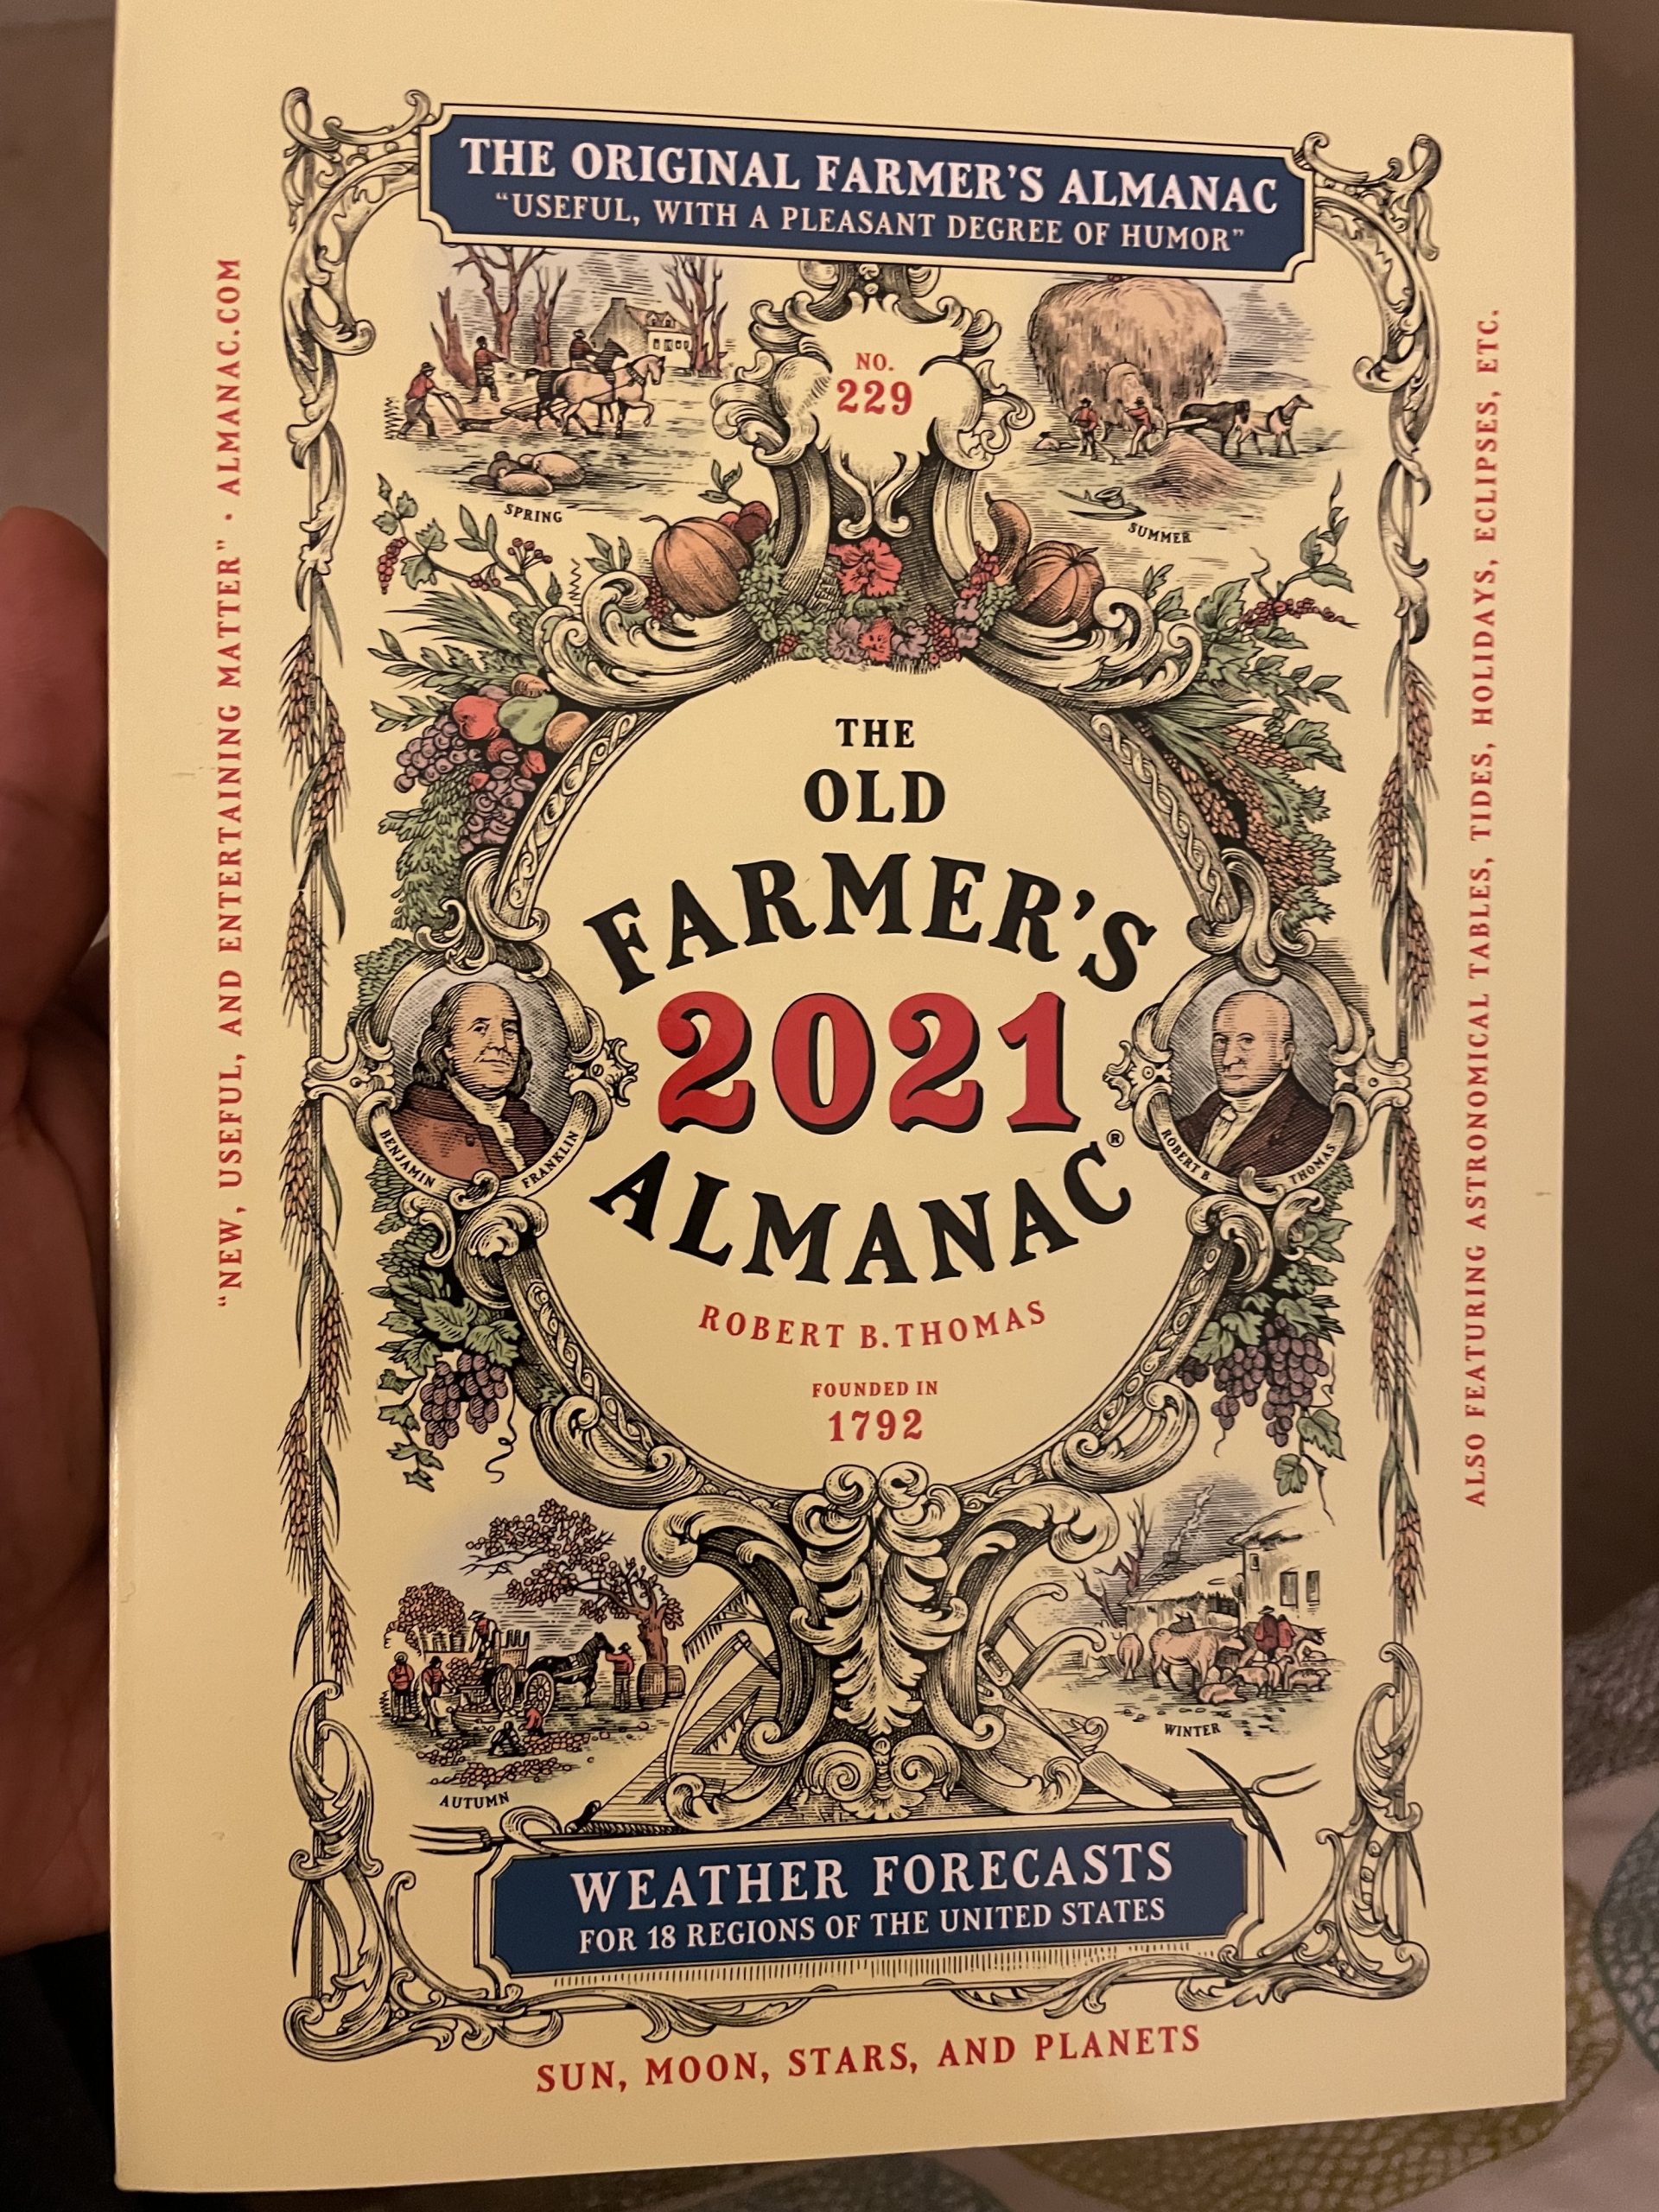 THE ORIGINAL FARMER'S ALMANAC
“USEFUL, WITH A PLEASANT DEGREE OF HUMOR”
“NEW, USEFUL, AND ENTERTAINING MATTER” · ALMANAC.COM
NO.
229
SPRING
SUMMER
THE
OLD
FARMER'S
2021
ALMANAC®
BENJAMIN FRANKLIN
ROBERT B. THOMAS
ROBERT B. THOMAS
FOUNDED IN
1792
AUTUMN
WINTER
ALSO FEATURING ASTRONOMICAL TABLES, TIDES, HOLIDAYS, ECLIPSES, ETC.
WEATHER FORECASTS
FOR 18 REGIONS OF THE UNITED STATES
SUN, MOON, STARS, AND PLANETS